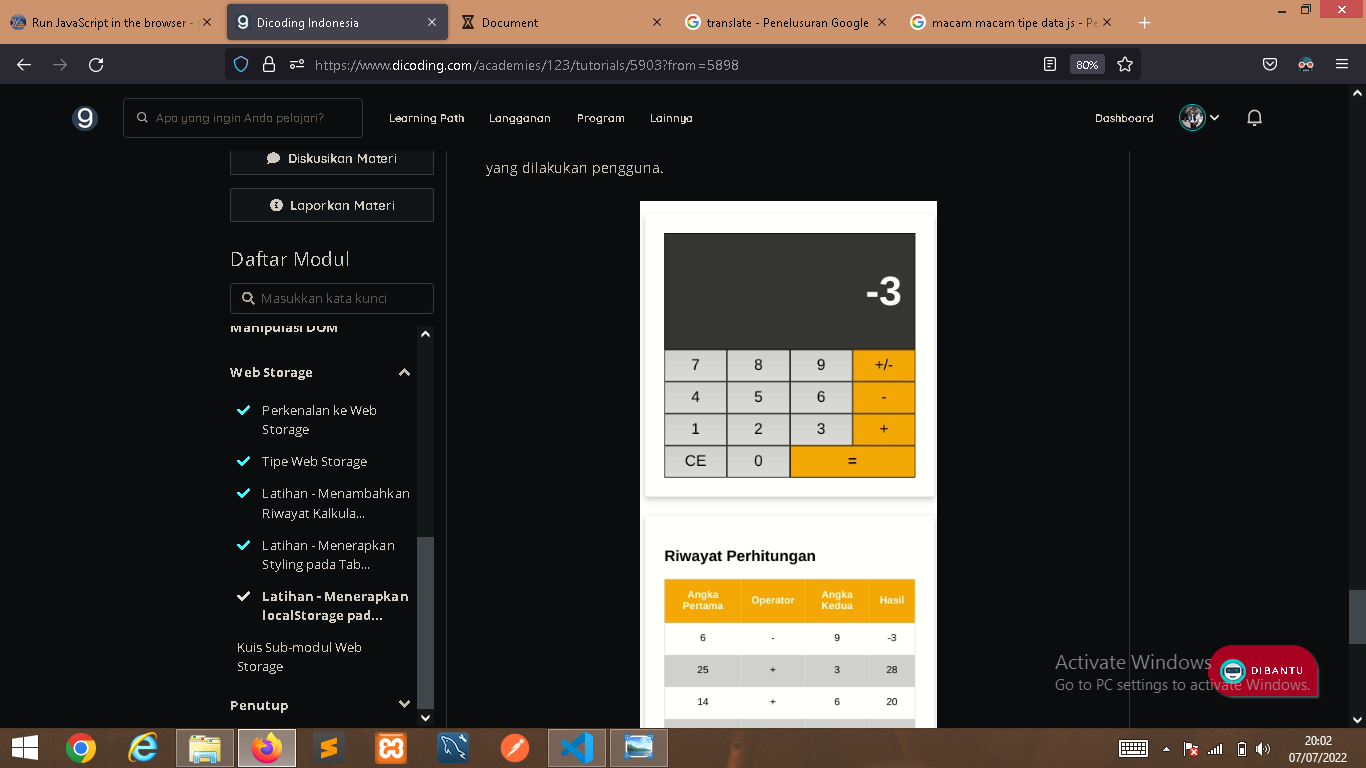 Run JavaScript in the browser -
Dicoding Indonesia
Document
translate - Penelusuran Google
macam macam tipe data js - Pe
https://www.dicoding.com/academies/123/tutorials/5903?from=5898
80%
Apa yang ingin Anda pelajari?
Learning Path
Langganan
Program
Lainnya
Dashboard
Diskusikan Materi
Laporkan Materi
Daftar Modul
Masukkan kata kunci
Manipulasi DOM
Web Storage
Perkenalan ke Web
Storage
Tipe Web Storage
Latihan - Menambahkan
Riwayat Kalkula...
Latihan - Menerapkan
Styling pada Tab...
Latihan - Menerapkan
localStorage pad...
Kuis Sub-modul Web
Storage
Penutup
yang dilakukan pengguna.
-3
7 8 9 +/-
4 5 6 -
1 2 3 +
CE 0 =
Riwayat Perhitungan
Angka Pertama Operator Angka Kedua Hasil
6 - 9 -3
25 + 3 28
14 + 6 20
Activate Windows
Go to PC settings to activate Windows.
DIBANTU
20:02
07/07/2022